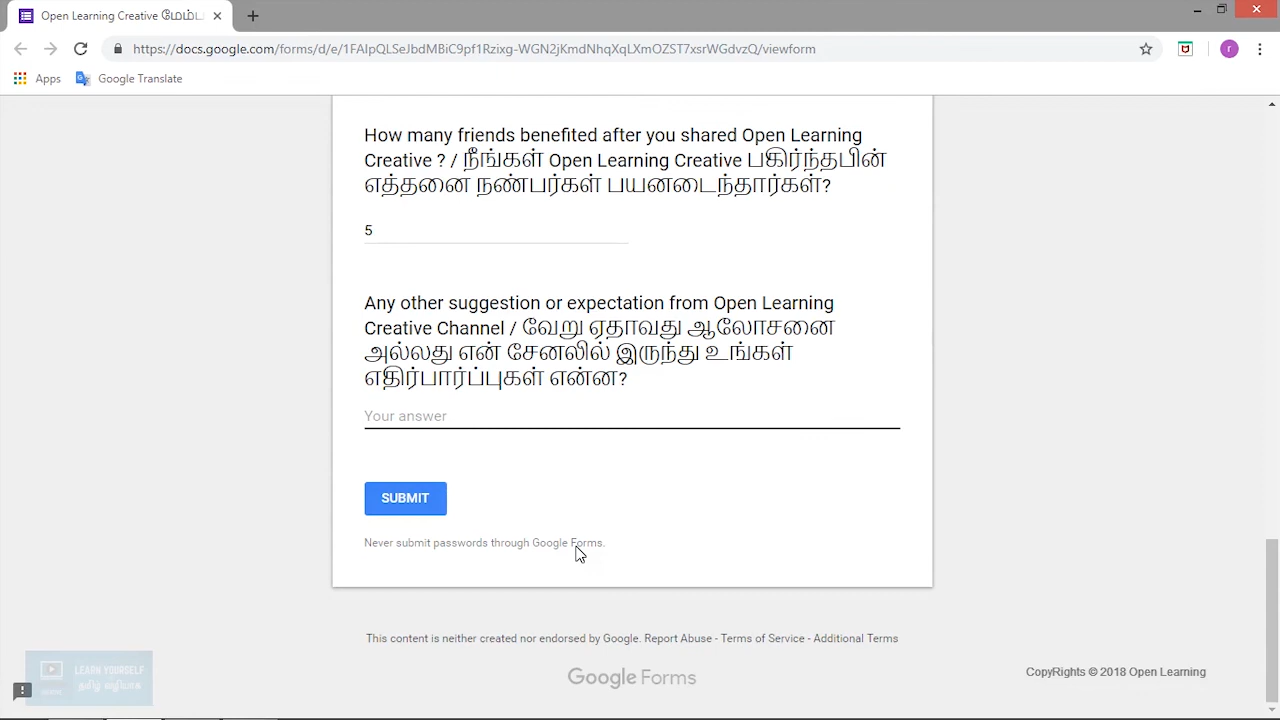 Open Learning Creative
https://docs.google.com/forms/d/e/1FAIpQLSeJbdMBiC9pf1Rzixg-WGN2jKmdNhqXqLXmOZST7xsrWGdvzQ/viewform
r
Apps
Google Translate
How many friends benefited after you shared Open Learning
Creative ? / நீங்கள் Open Learning Creative பகிர்ந்தபின்
எத்தனை நண்பர்கள் பயனடைந்தார்கள்?
5
Any other suggestion or expectation from Open Learning
Creative Channel / வேறு ஏதாவது ஆலோசனை
அல்லது என் சேனலில் இருந்து உங்கள்
எதிர்பார்ப்புகள் என்ன?
Your answer
SUBMIT
Never submit passwords through Google Forms.
This content is neither created nor endorsed by Google. Report Abuse - Terms of Service - Additional Terms
Google Forms
CopyRights © 2018 Open Learning
LEARN YOURSELF
தமிழ் வழியாக